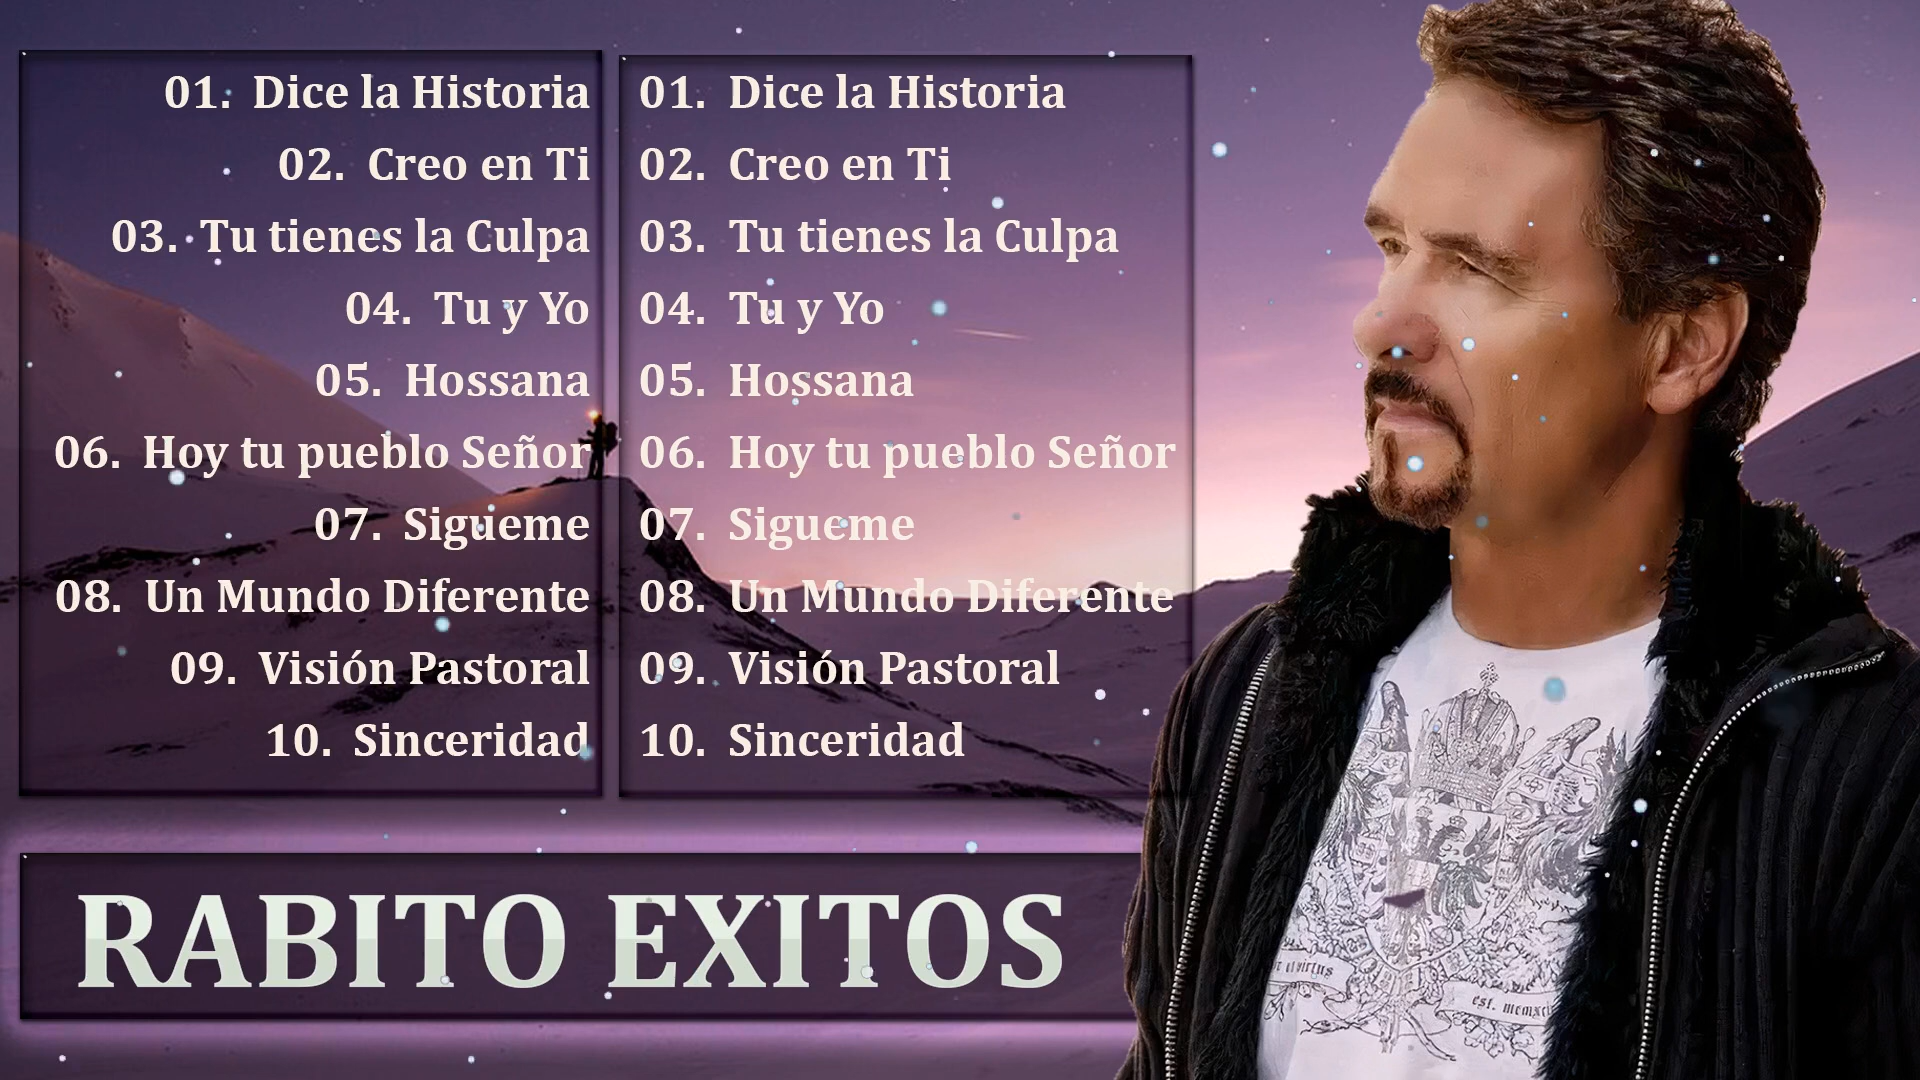 01. Dice la Historia
02. Creo en Ti
03. Tu tienes la Culpa
04. Tu y Yo
05. Hossana
06. Hoy tu pueblo Señor
07. Sigueme
08. Un Mundo Diferente
09. Visión Pastoral
10. Sinceridad
01. Dice la Historia
02. Creo en Ti
03. Tu tienes la Culpa
04. Tu y Yo
05. Hossana
06. Hoy tu pueblo Señor
07. Sigueme
08. Un Mundo Diferente
09. Visión Pastoral
10. Sinceridad
RABITO EXITOS
est.